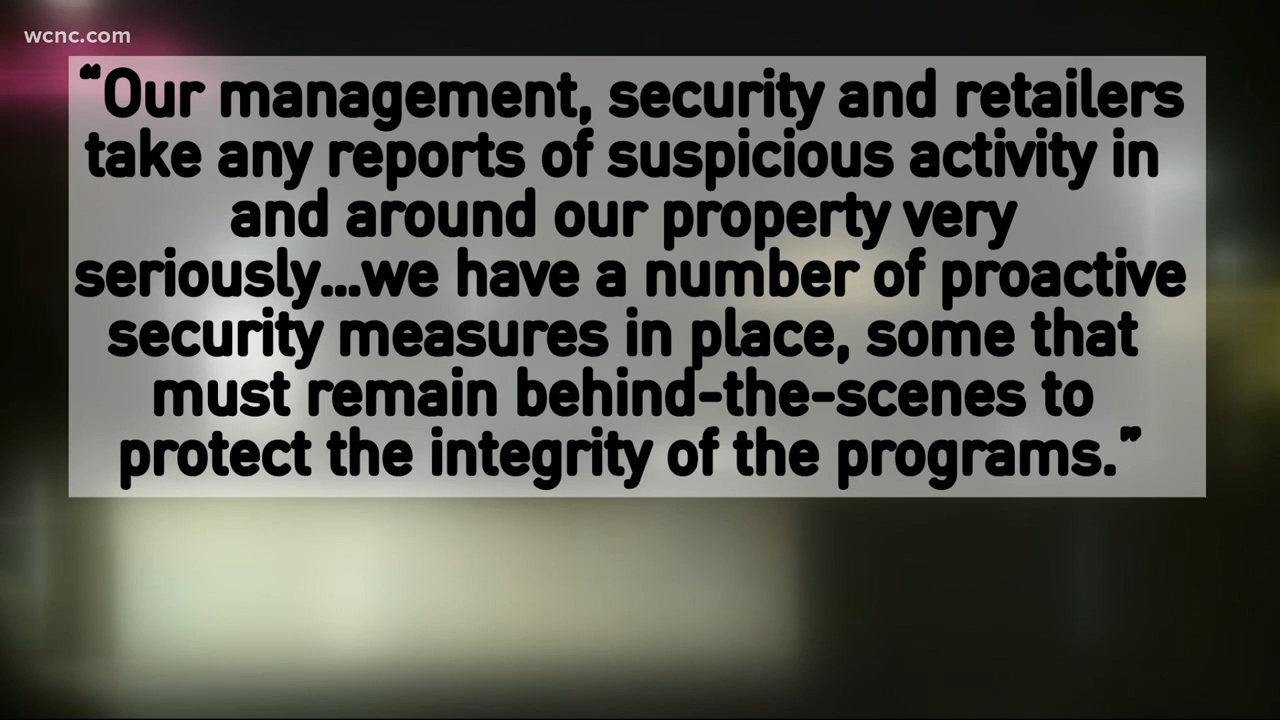 wcnc.com
“Our management, security and retailers
take any reports of suspicious activity in
and around our property very
seriously...we have a number of proactive
security measures in place, some that
must remain behind-the-scenes to
protect the integrity of the programs.”